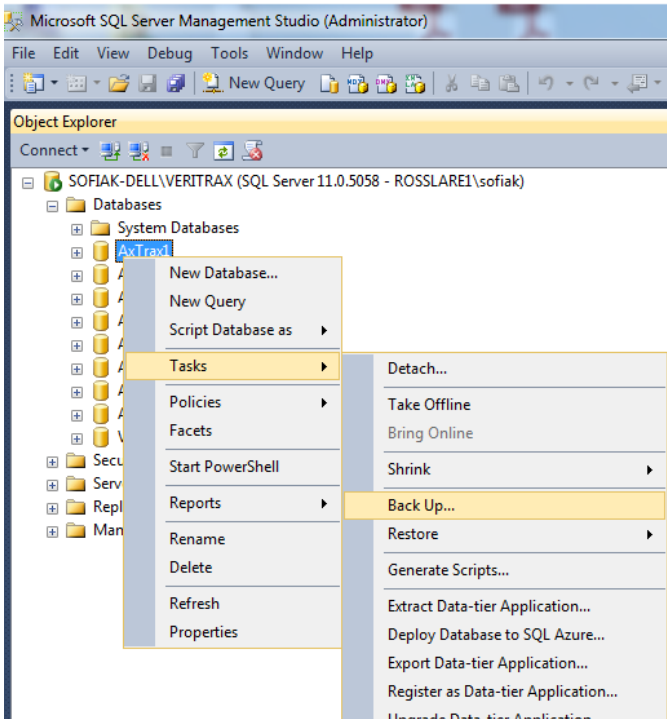 Microsoft SQL Server Management Studio (Administrator)
File Edit View Debug Tools Window Help
New Query
Object Explorer
Connect
SOFIAK-DELL\VERITRAX (SQL Server 11.0.5058 - ROSSLARE1\sofiak)
Databases
System Databases
AxTrax1
New Database...
New Query
Script Database as
Tasks
Policies
Facets
Start PowerShell
Reports
Rename
Delete
Refresh
Properties
Detach...
Take Offline
Bring Online
Shrink
Back Up...
Restore
Generate Scripts...
Extract Data-tier Application...
Deploy Database to SQL Azure...
Export Data-tier Application...
Register as Data-tier Application...
Upgrade Data-tier Application...